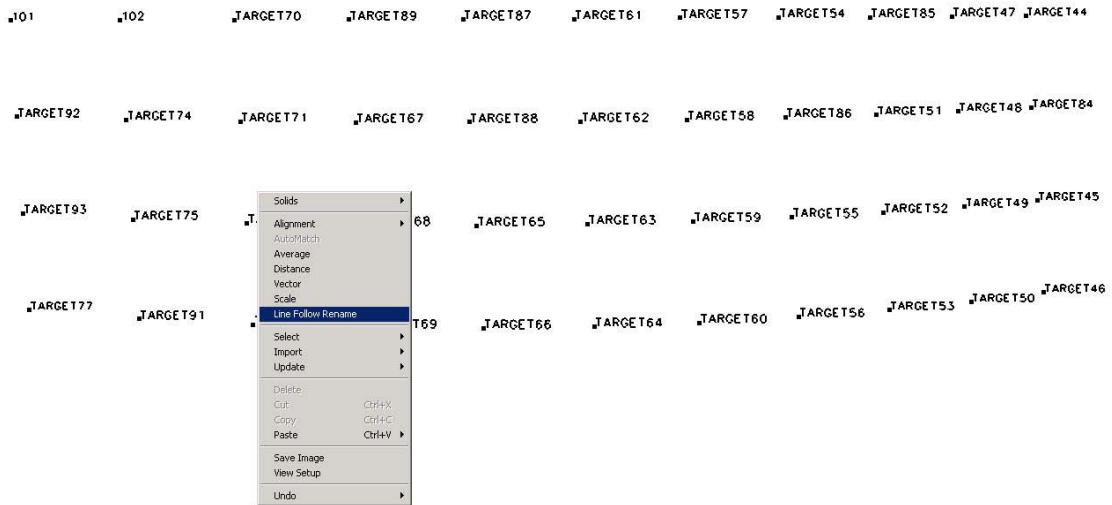 101 102 TARGET70 TARGET89 TARGET87 TARGET61 TARGET57 TARGET54 TARGET85 TARGET47 TARGET44
TARGET92 TARGET74 TARGET71 TARGET67 TARGET88 TARGET62 TARGET58 TARGET86 TARGET51 TARGET48 TARGET84
TARGET93 TARGET75 T 68 TARGET65 TARGET63 TARGET59 TARGET55 TARGET52 TARGET49 TARGET45
TARGET77 TARGET91 T69 TARGET66 TARGET64 TARGET60 TARGET56 TARGET53 TARGET50 TARGET46
Solids
Alignment
AutoMatch
Average
Distance
Vector
Scale
Line Follow Rename
Select
Import
Update
Delete
Cut Ctrl+X
Copy Ctrl+C
Paste Ctrl+V
Save Image
View Setup
Undo